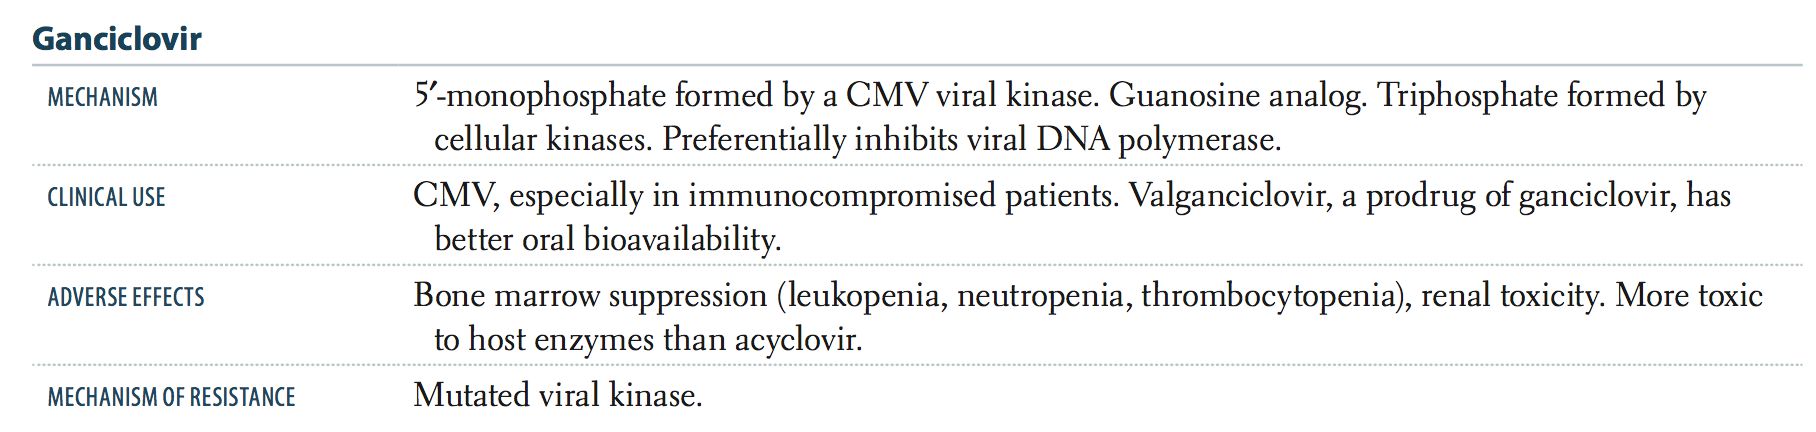 Ganciclovir
MECHANISM 5′-monophosphate formed by a CMV viral kinase. Guanosine analog. Triphosphate formed by
cellular kinases. Preferentially inhibits viral DNA polymerase.
CLINICAL USE CMV, especially in immunocompromised patients. Valganciclovir, a prodrug of ganciclovir, has
better oral bioavailability.
ADVERSE EFFECTS Bone marrow suppression (leukopenia, neutropenia, thrombocytopenia), renal toxicity. More toxic
to host enzymes than acyclovir.
MECHANISM OF RESISTANCE Mutated viral kinase.